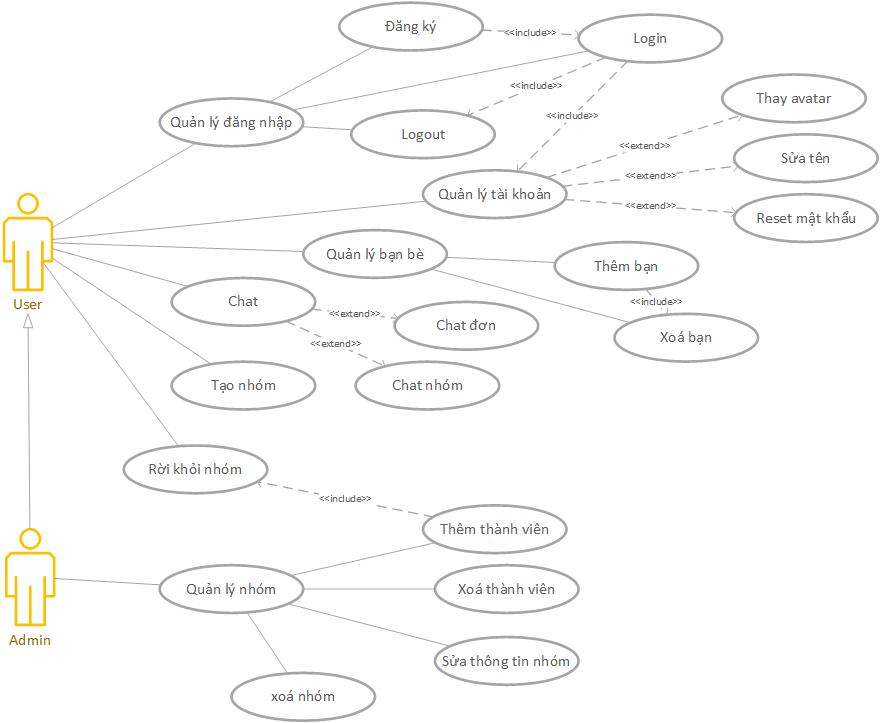 Đăng ký
<<include>>
Login
<<include>>
Thay avatar
<<include>>
Quản lý đăng nhập
Logout
<<extend>>
Sửa tên
<<extend>>
Quản lý tài khoản
<<extend>>
Reset mật khẩu
Quản lý bạn bè
Thêm bạn
User
Chat
<<include>>
<<extend>>
Chat đơn
Xoá bạn
<<extend>>
Tạo nhóm
Chat nhóm
Rời khỏi nhóm
<<include>>
Thêm thành viên
Quản lý nhóm
Xoá thành viên
Admin
Sửa thông tin nhóm
xoá nhóm